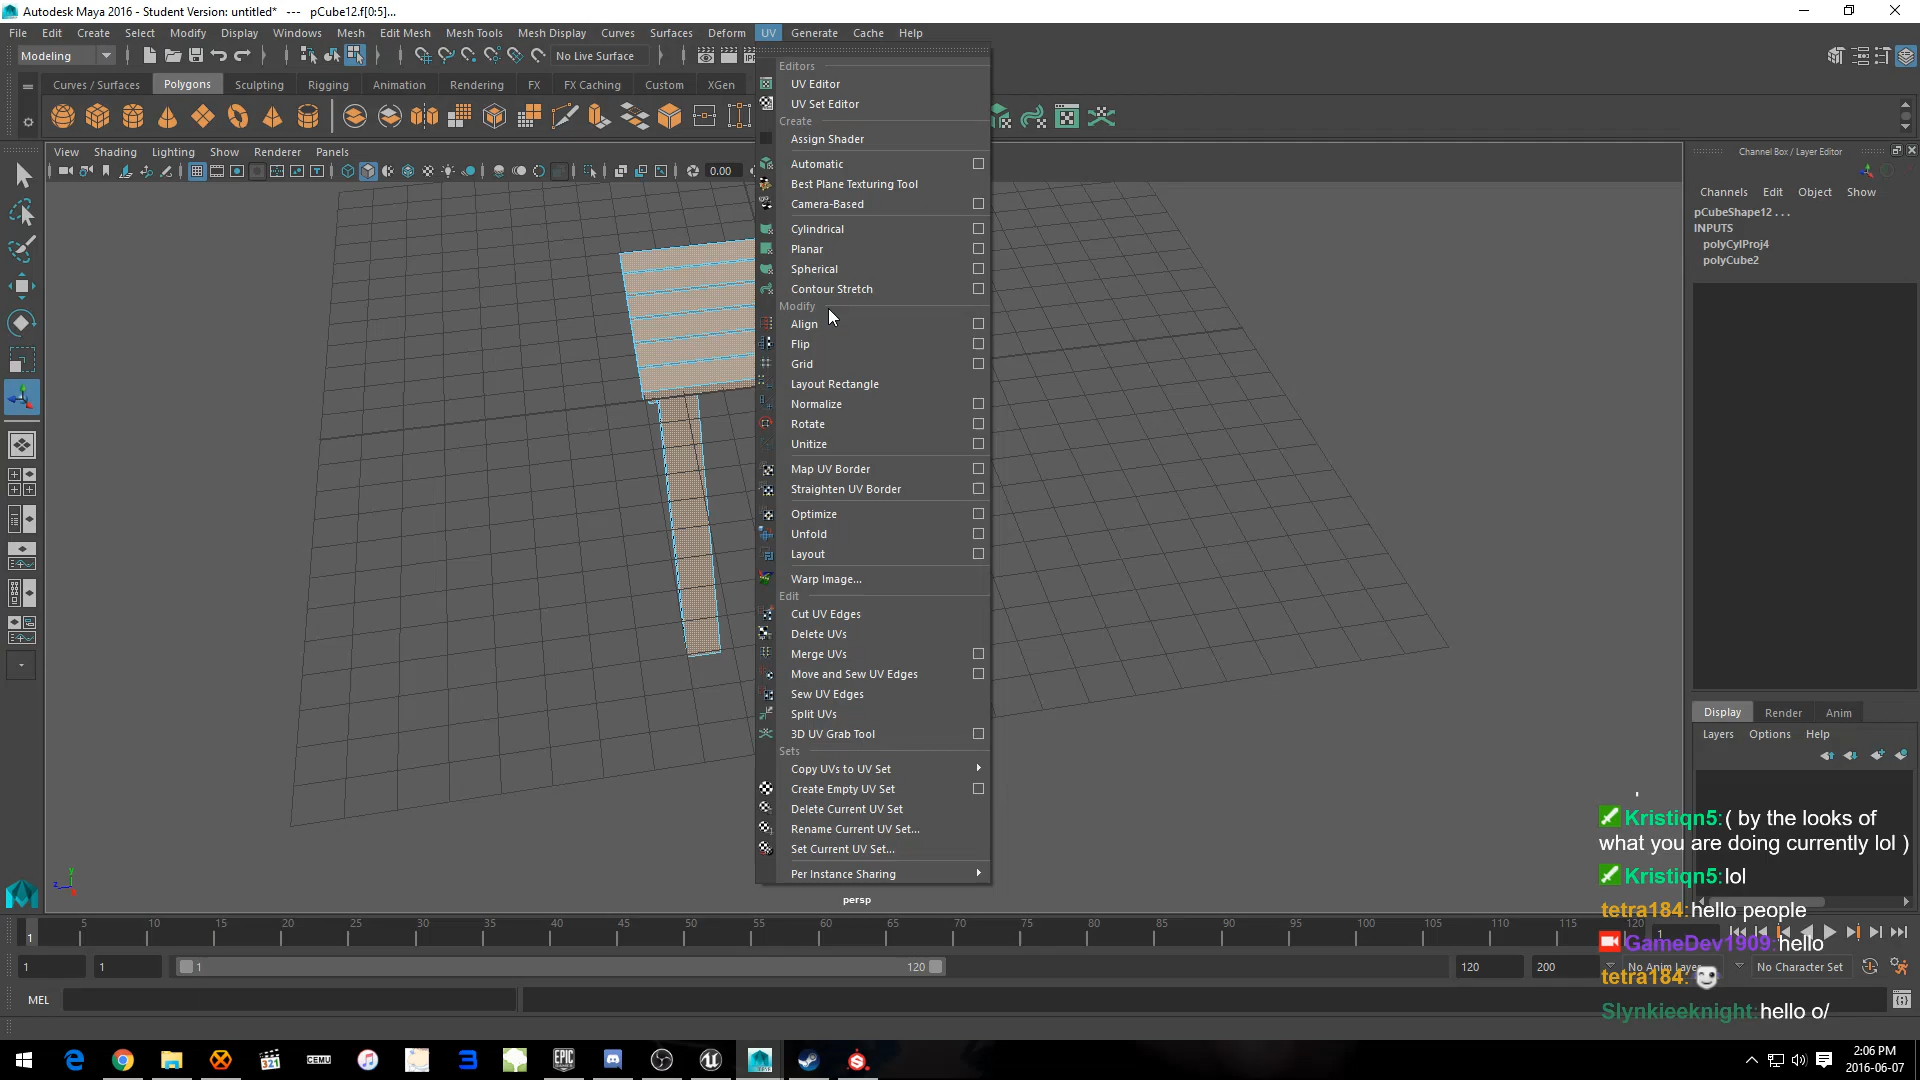 Autodesk Maya 2016 - Student Version: untitled* --- pCube12.f[0:5]...
File Edit Create Select Modify Display Windows Mesh Edit Mesh Mesh Tools Mesh Display Curves Surfaces Deform UV Generate Cache Help
Modeling
No Live Surface
Curves / Surfaces Polygons Sculpting Rigging Animation Rendering FX FX Caching Custom XGen
View Shading Lighting Show Renderer Panels
0.00
Editors
UV Editor
UV Set Editor
Create
Assign Shader
Automatic
Best Plane Texturing Tool
Camera-Based
Cylindrical
Planar
Spherical
Contour Stretch
Modify
Align
Flip
Grid
Layout Rectangle
Normalize
Rotate
Unitize
Map UV Border
Straighten UV Border
Optimize
Unfold
Layout
Warp Image...
Edit
Cut UV Edges
Delete UVs
Merge UVs
Move and Sew UV Edges
Sew UV Edges
Split UVs
3D UV Grab Tool
Sets
Copy UVs to UV Set
Create Empty UV Set
Delete Current UV Set
Rename Current UV Set...
Set Current UV Set...
Per Instance Sharing
persp
Channel Box / Layer Editor
Channels Edit Object Show
pCubeShape12 . . .
INPUTS
polyCylProj4
polyCube2
Display Render Anim
Layers Options Help
Kristiqn5: ( by the looks of
what you are doing currently lol )
Kristiqn5: lol
tetra184: hello people
GameDev1909: hello
tetra184:
Slynkieeknight: hello o/
1 5 10 15 20 25 30 35 40 45 50 55 60 65 70 75 80 85 90 95 100 105 110 115 120
1
1 1 1 120 120 200 No Anim Layer No Character Set
MEL
321 CEMU EPIC GAMES
2:06 PM
2016-06-07